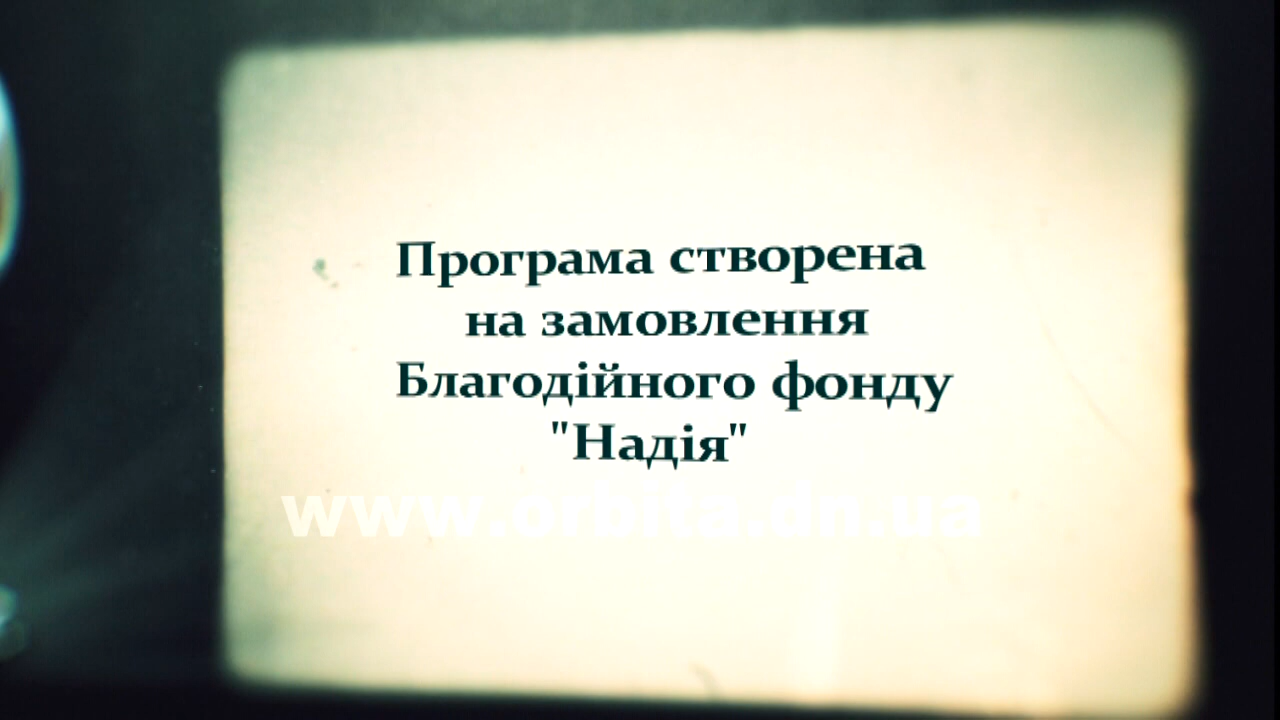 Програма створена
на замовлення
Благодійного фонду
"Надія"
www.orbita.dn.ua